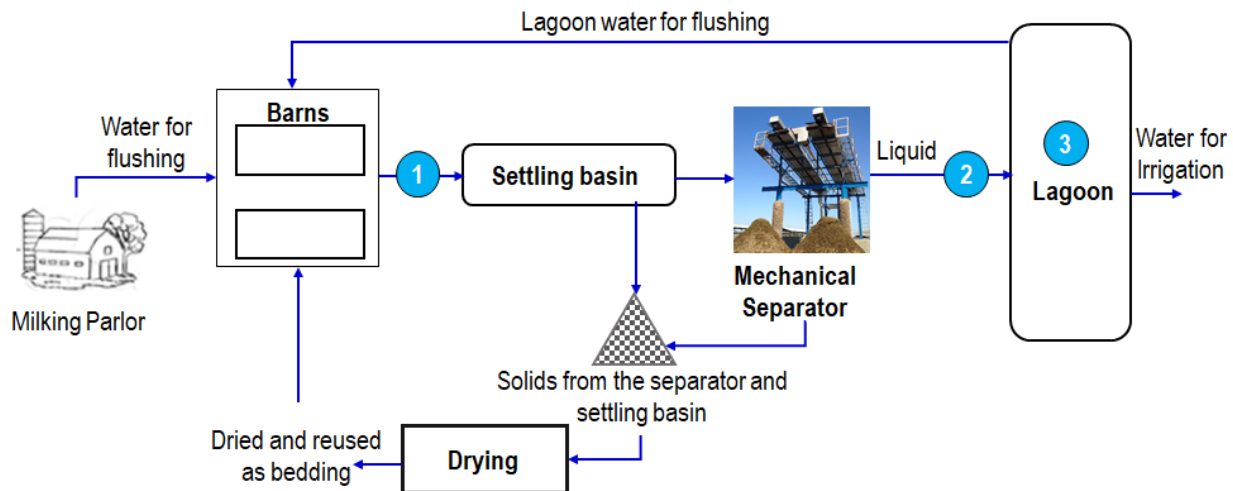 Lagoon water for flushing
Barns
Water for
flushing
1
Settling basin
Liquid
2
3
Lagoon
Water for
Irrigation
Milking Parlor
Mechanical
Separator
Solids from the separator and
settling basin
Dried and reused
as bedding
Drying